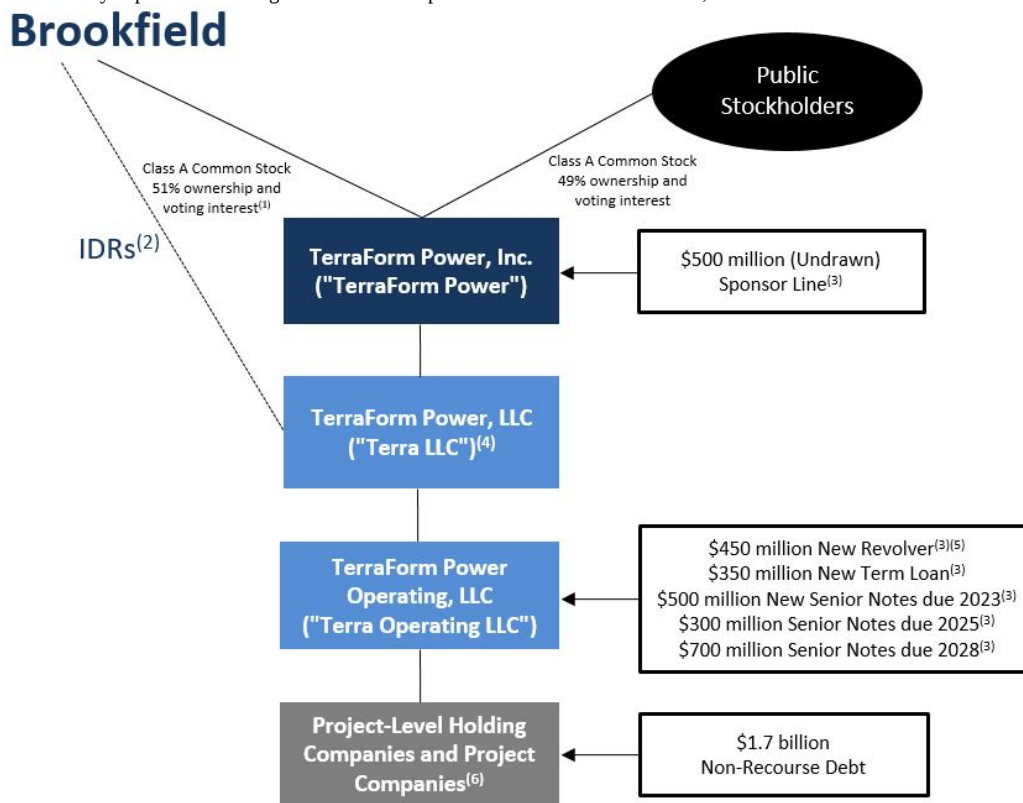 Brookfield
Public
Stockholders
Class A Common Stock
51% ownership and
voting interest(1)
Class A Common Stock
49% ownership and
voting interest
IDRs(2)
TerraForm Power, Inc.
("TerraForm Power")
$500 million (Undrawn)
Sponsor Line(3)
TerraForm Power, LLC
("Terra LLC")(4)
TerraForm Power
Operating, LLC
("Terra Operating LLC")
$450 million New Revolver(3)(5)
$350 million New Term Loan(3)
$500 million New Senior Notes due 2023(3)
$300 million Senior Notes due 2025(3)
$700 million Senior Notes due 2028(3)
Project-Level Holding
Companies and Project
Companies(6)
$1.7 billion
Non-Recourse Debt